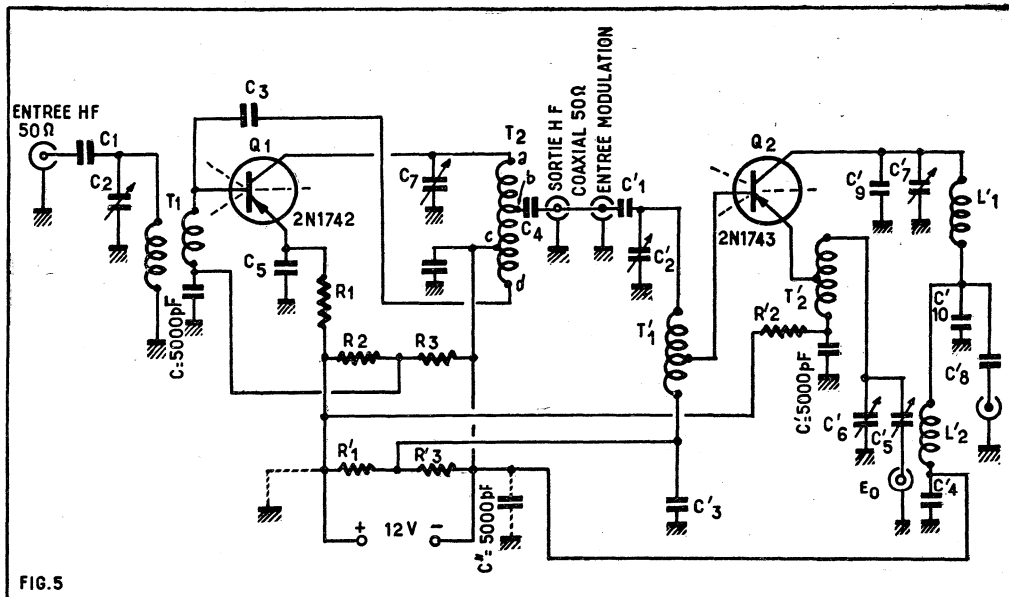 ENTREE HF
50Ω
C1
C2
T1
C=5000pF
C3
Q1
2N1742
C5
R1
R2
R3
C7
T2
a
b
c
d
C4
SORTIE HF
COAXIAL 50Ω
ENTREE MODULATION
C'1
C'2
T'1
C'3
Q2
2N1743
T'2
R'2
C'=5000pF
C'9
C'7
L'1
C'10
C'8
C'6
C'5
E0
L'2
C'4
R'1
R'3
+ 12V -
C"=5000pF
FIG.5